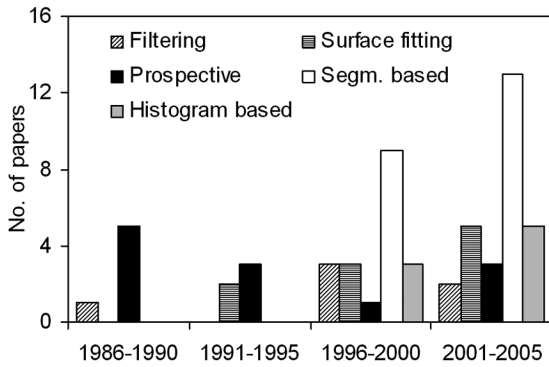 No. of papers
16
12
8
4
0
Filtering
Surface fitting
Prospective
Segm. based
Histogram based
1986-1990
1991-1995
1996-2000
2001-2005